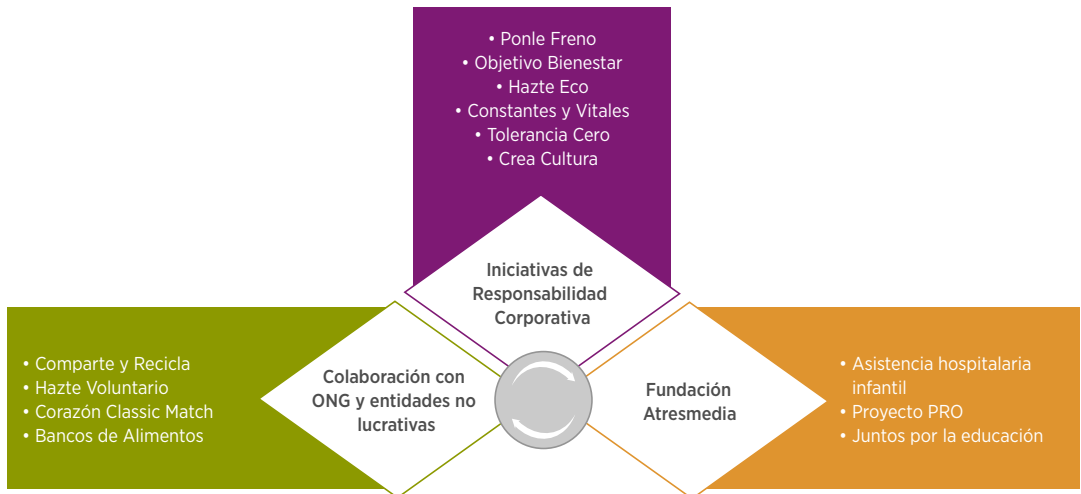 • Ponle Freno
• Objetivo Bienestar
• Hazte Eco
• Constantes y Vitales
• Tolerancia Cero
• Crea Cultura
Iniciativas de
Responsabilidad
Corporativa
• Comparte y Recicla
• Hazte Voluntario
• Corazón Classic Match
• Bancos de Alimentos
Colaboración con
ONG y entidades no
lucrativas
Fundación
Atresmedia
• Asistencia hospitalaria
infantil
• Proyecto PRO
• Juntos por la educación